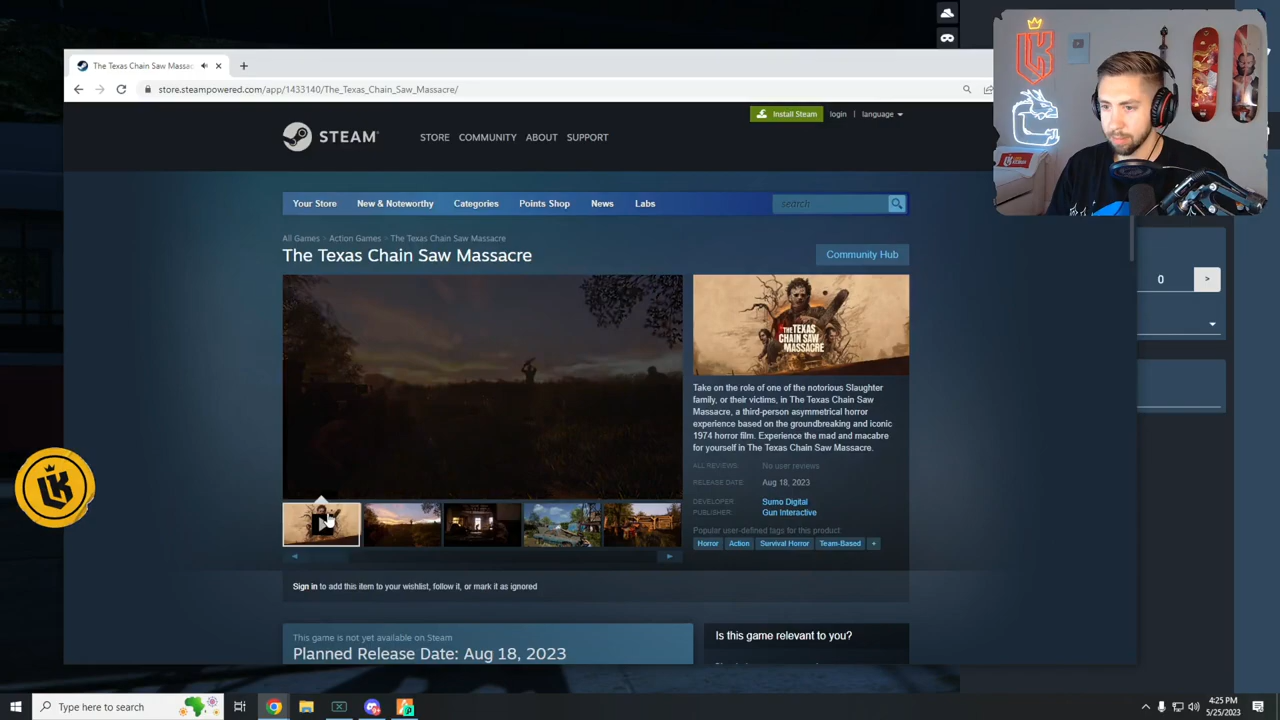 The Texas Chain Saw Massac
store.steampowered.com/app/1433140/The_Texas_Chain_Saw_Massacre/
Install Steam
login
language
STEAM
STORE
COMMUNITY
ABOUT
SUPPORT
Your Store
New & Noteworthy
Categories
Points Shop
News
Labs
search
All Games > Action Games > The Texas Chain Saw Massacre
The Texas Chain Saw Massacre
Community Hub
THE TEXAS
CHAIN SAW
MASSACRE
Take on the role of one of the notorious Slaughter
family, or their victims, in The Texas Chain Saw
Massacre, a third-person asymmetrical horror
experience based on the groundbreaking and iconic
1974 horror film. Experience the mad and macabre
for yourself in The Texas Chain Saw Massacre.
ALL REVIEWS: No user reviews
RELEASE DATE: Aug 18, 2023
DEVELOPER: Sumo Digital
PUBLISHER: Gun Interactive
Popular user-defined tags for this product:
Horror
Action
Survival Horror
Team-Based
+
Sign in to add this item to your wishlist, follow it, or mark it as ignored
This game is not yet available on Steam
Planned Release Date: Aug 18, 2023
Is this game relevant to you?
0
>
LK
LK
Type here to search
4:25 PM
5/25/2023